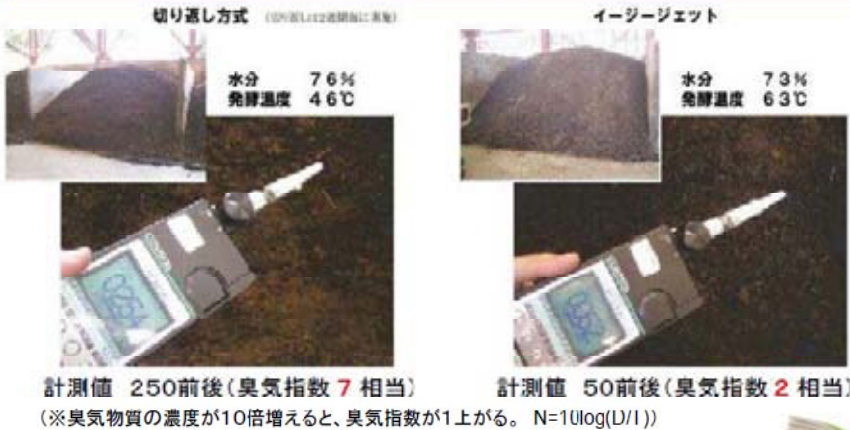 切り返し方式
イージージェット
水分 76%
発酵温度 46℃
水分 73%
発酵温度 63℃
計測値 250前後(臭気指数 7 相当)
計測値 50前後(臭気指数 2 相当)
(※臭気物質の濃度が10倍増えると、臭気指数が1上がる。 N=10log(D/T))